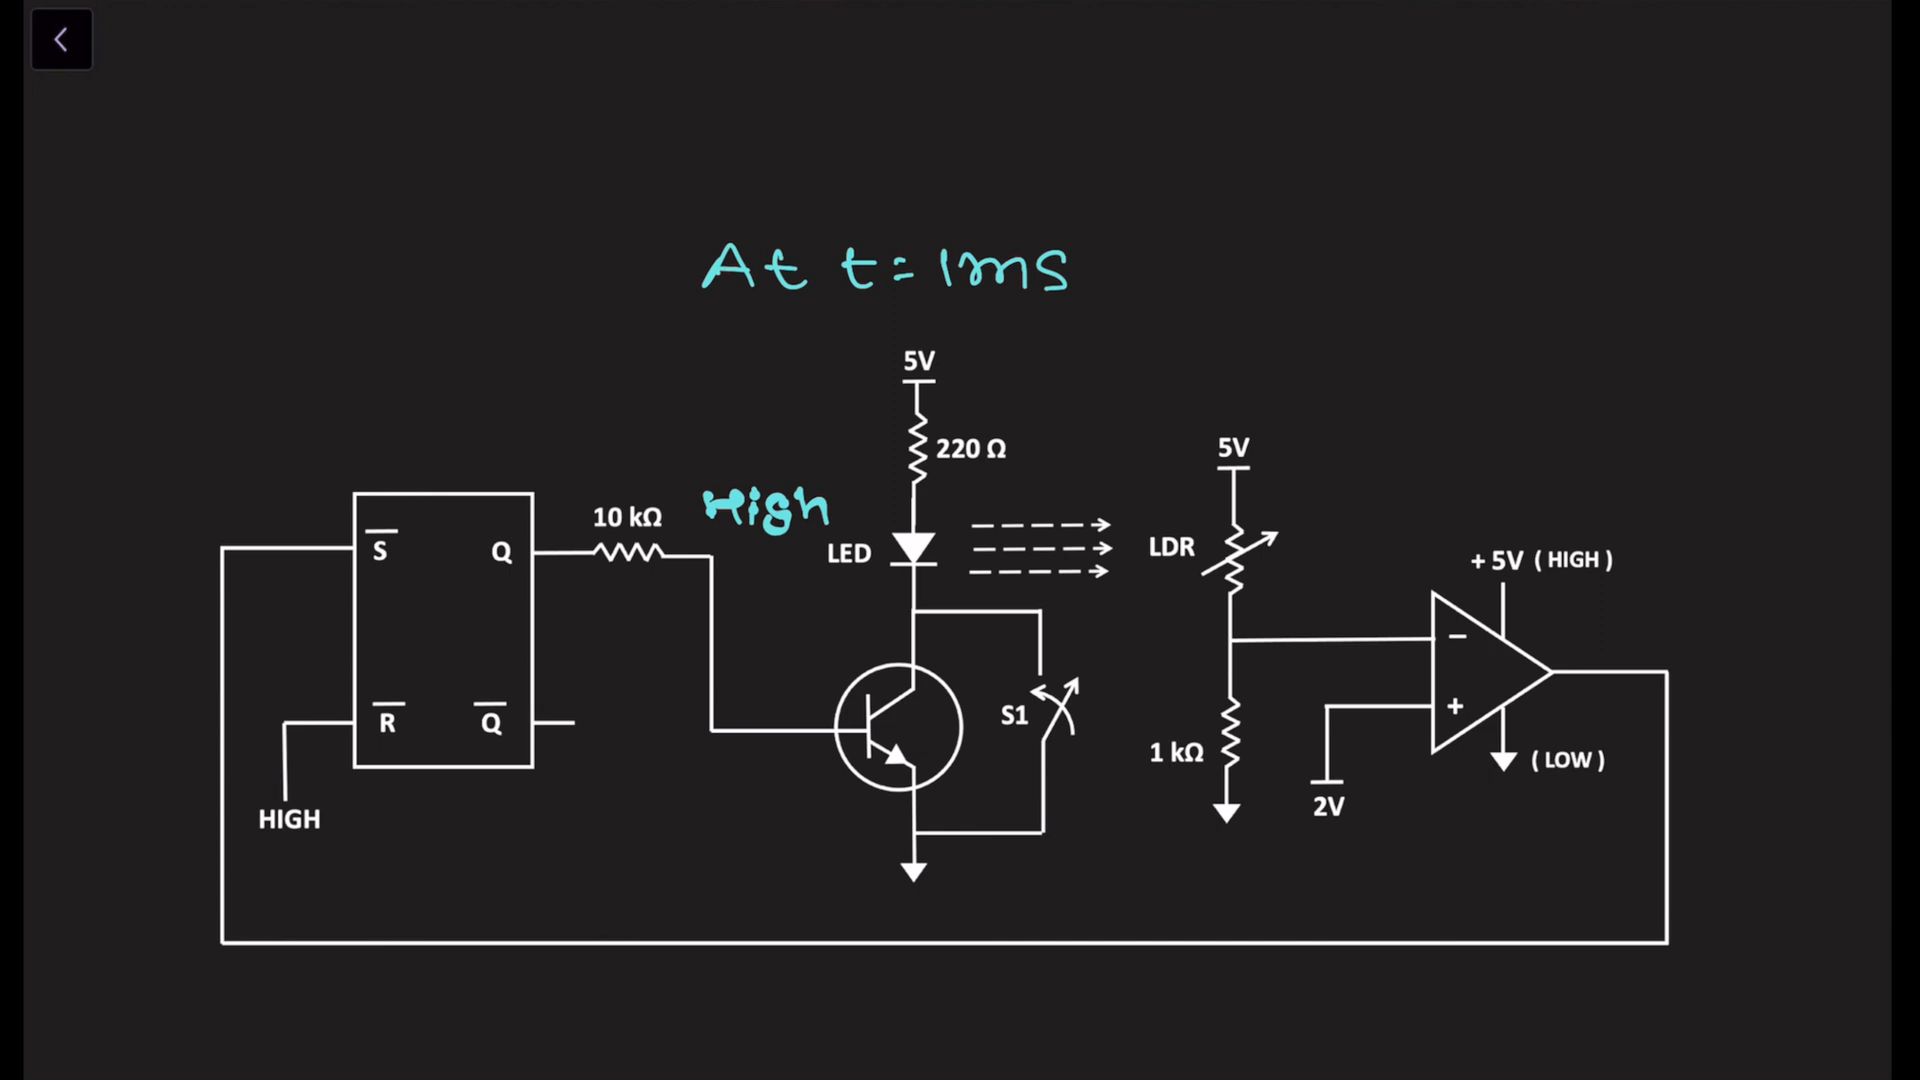 At t=1ms
5V
220 Ω
5V
High
10 kΩ
LED
LDR
S
Q
+ 5V ( HIGH )
−
R
Q
S1
+
1 kΩ
( LOW )
2V
HIGH